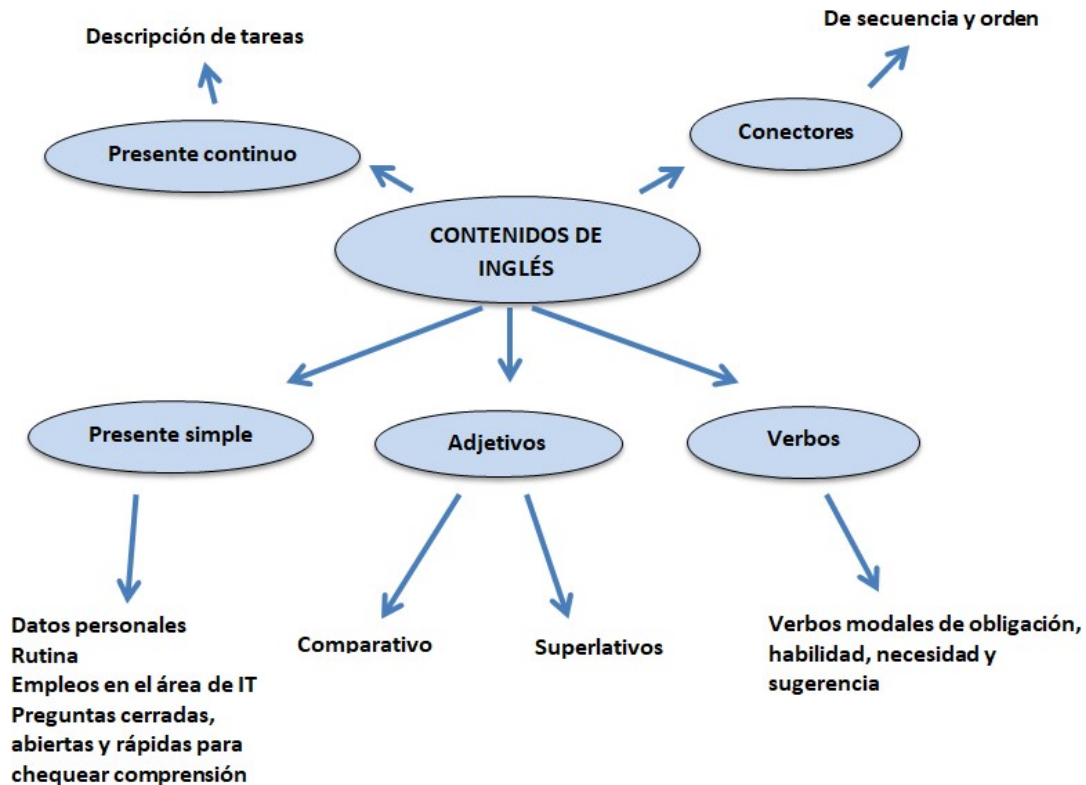 De secuencia y orden
Descripción de tareas
Conectores
Presente continuo
CONTENIDOS DE
INGLÉS
Presente simple
Adjetivos
Verbos
Datos personales
Rutina
Empleos en el área de IT
Preguntas cerradas,
abiertas y rápidas para
chequear comprensión
Comparativo
Superlativos
Verbos modales de obligación,
habilidad, necesidad y
sugerencia